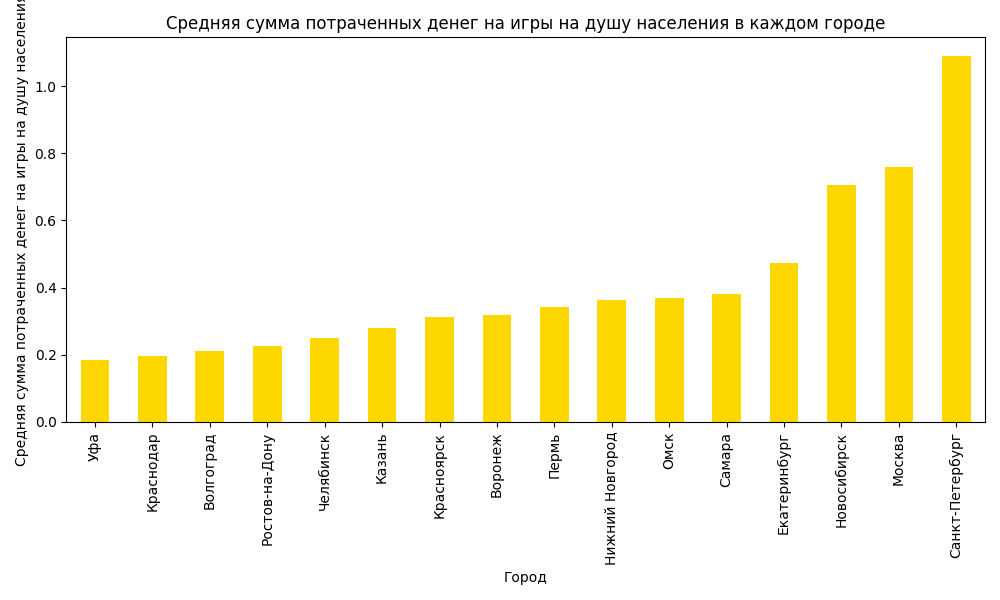 Средняя сумма потраченных денег на игры на душу населения в каждом городе
Средняя сумма потраченных денег на игры на душу населения
1.0
0.8
0.6
0.4
0.2
0.0
Уфа
Краснодар
Волгоград
Ростов-на-Дону
Челябинск
Казань
Красноярск
Воронеж
Пермь
Нижний Новгород
Омск
Самара
Екатеринбург
Новосибирск
Москва
Санкт-Петербург
Город